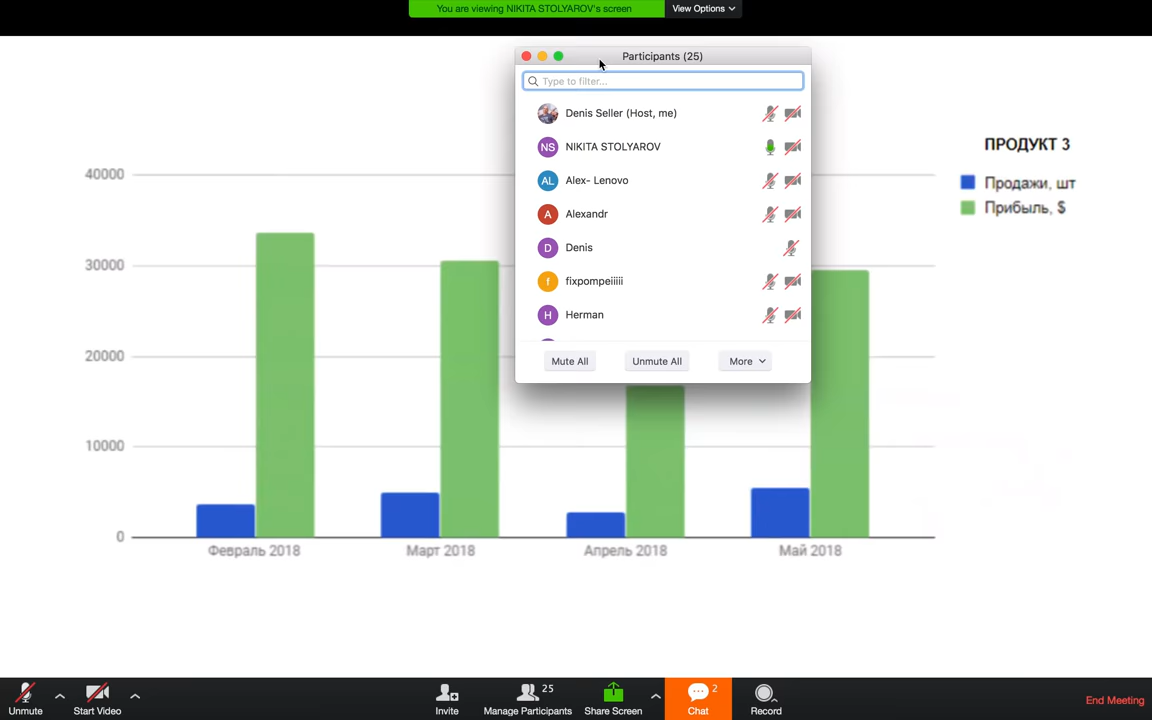 You are viewing NIKITA STOLYAROV's screen
View Options
Participants (25)
Type to filter...
Denis Seller (Host, me)
NS NIKITA STOLYAROV
AL Alex- Lenovo
A Alexandr
D Denis
f fixpompeiiiii
H Herman
Mute All
Unmute All
More
ПРОДУКТ 3
Продажи, шт
Прибыль, $
40000
30000
20000
10000
0
Февраль 2018
Март 2018
Апрель 2018
Май 2018
Unmute
Start Video
Invite
25
Manage Participants
Share Screen
2
Chat
Record
End Meeting